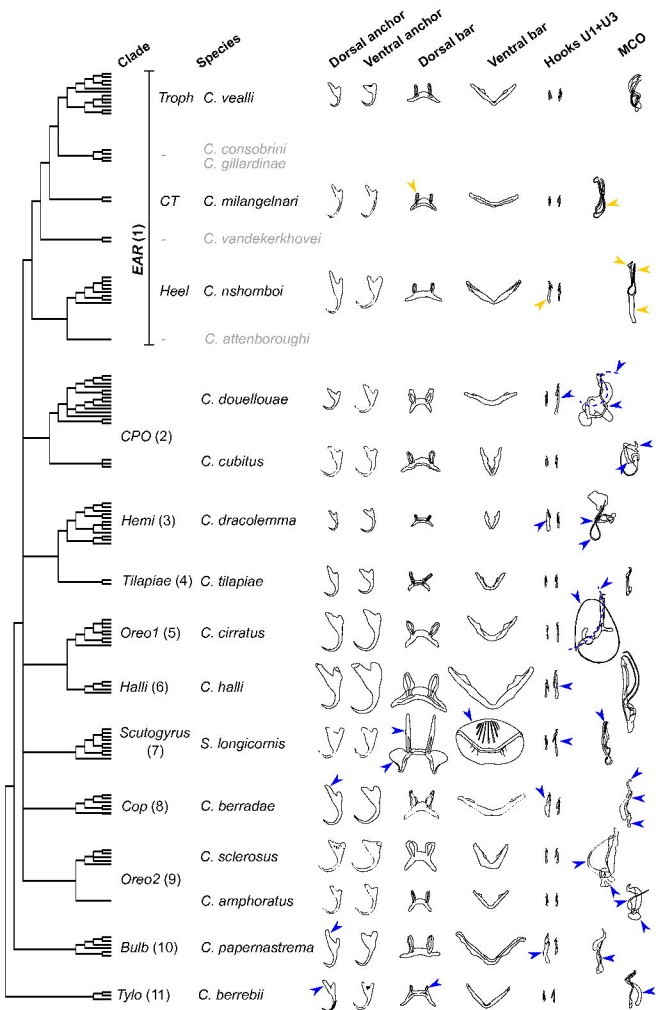 Clade
Species
Dorsal anchor
Ventral anchor
Dorsal bar
Ventral bar
Hooks U1+U3
MCO
EAR (1)
Troph C. vealli
- C. consobrini
C. gillardinae
CT C. milangelnari
- C. vandekerkhovei
Heel C. nshomboi
- C. attenboroughi
C. douellouae
CPO (2)
C. cubitus
Hemi (3) C. dracolemma
Tilapiae (4) C. tilapiae
Oreo1 (5) C. cirratus
Halli (6) C. halli
Scutogyrus
(7) S. longicornis
Cop (8) C. berradae
C. sclerosus
Oreo2 (9)
C. amphoratus
Bulb (10) C. papernastrema
Tylo (11) C. berrebii